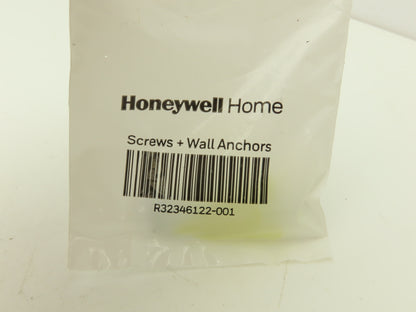 Honeywell Home
Screws + Wall Anchors
R32346122-001